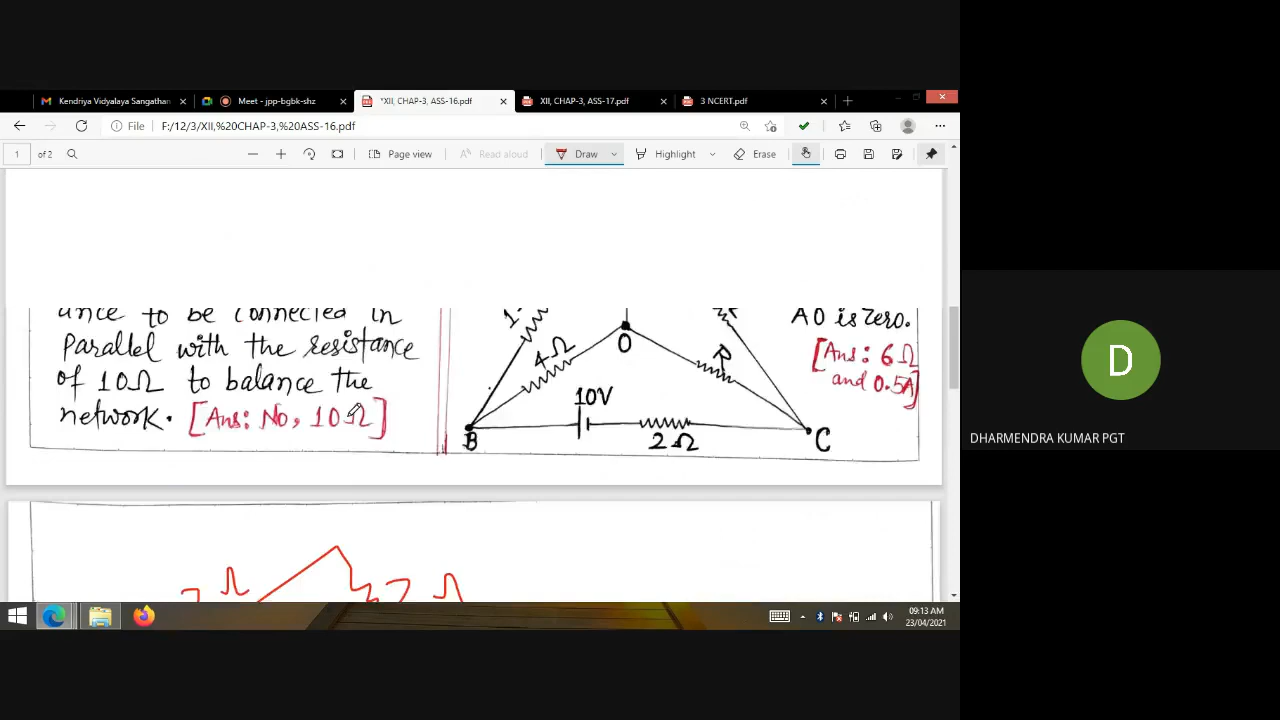 Kendriya Vidyalaya Sangathan
Meet - jpp-bgbk-shz
*XII, CHAP-3, ASS-16.pdf
XII, CHAP-3, ASS-17.pdf
3 NCERT.pdf
File
F:/12/3/XII,%20CHAP-3,%20ASS-16.pdf
1 of 2
Page view
Read aloud
Draw
Highlight
Erase
ance to be connected in
Parallel with the resistance
of 10Ω to balance the
network. [Ans: No, 10Ω]
4Ω
O
R
10V
2Ω
B
C
AO is zero.
[Ans: 6Ω
and 0.5A]
Ω
Ω
D
DHARMENDRA KUMAR PGT
09:13 AM
23/04/2021